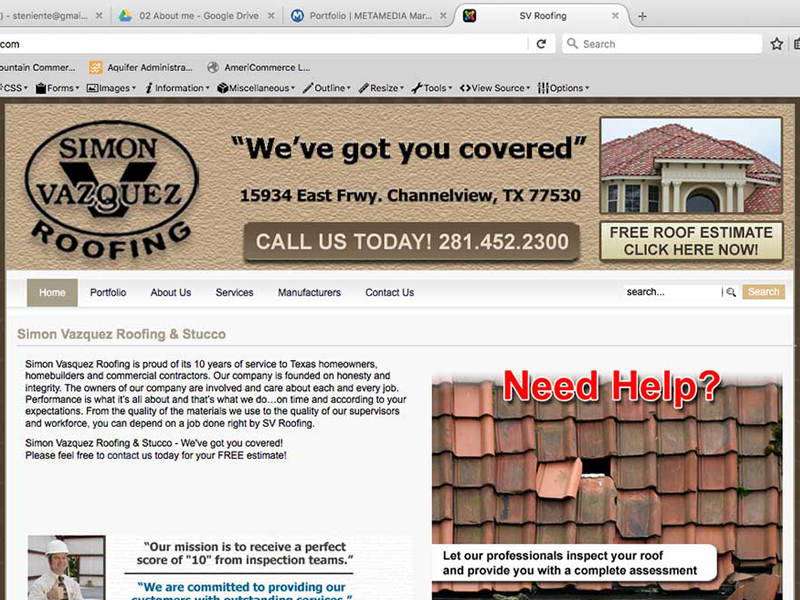 ) - steniente@gmai...
02 About me - Google Drive
Portfolio | METAMEDIA Mar...
SV Roofing
com
Search
ountain Commer...
Aquifer Administra...
AmeriCommerce L...
CSS
Forms
Images
Information
Miscellaneous
Outline
Resize
Tools
View Source
Options
SIMON
VAZQUEZ
ROOFING
“We’ve got you covered”
15934 East Frwy. Channelview, TX 77530
CALL US TODAY! 281.452.2300
FREE ROOF ESTIMATE
CLICK HERE NOW!
Home
Portfolio
About Us
Services
Manufacturers
Contact Us
search...
Search
Simon Vazquez Roofing & Stucco
Simon Vasquez Roofing is proud of its 10 years of service to Texas homeowners,
homebuilders and commercial contractors. Our company is founded on honesty and
integrity. The owners of our company are involved and care about each and every job.
Performance is what it's all about and that's what we do…on time and according to your
expectations. From the quality of the materials we use to the quality of our supervisors
and workforce, you can depend on a job done right by SV Roofing.
Simon Vazquez Roofing & Stucco - We've got you covered!
Please feel free to contact us today for your FREE estimate!
Need Help?
Let our professionals inspect your roof
and provide you with a complete assessment
“Our mission is to receive a perfect
score of "10" from inspection teams.”
“We are committed to providing our
customers with outstanding services.”